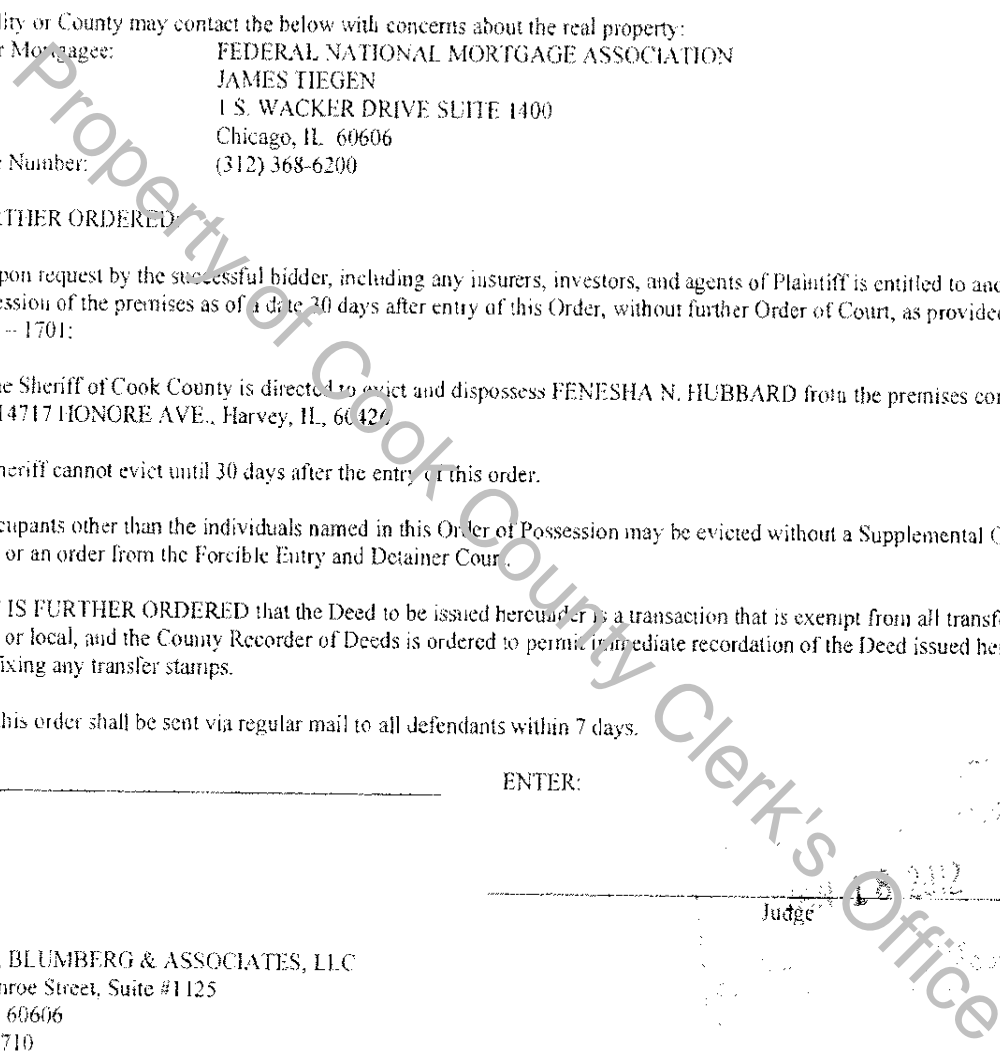 lity or County may contact the below with concerns about the real property:
r Mortgagee: FEDERAL NATIONAL MORTGAGE ASSOCIATION
JAMES TIEGEN
1 S. WACKER DRIVE SUITE 1400
Chicago, IL 60606
Number: (312) 368-6200
THER ORDERED:
pon request by the successful bidder, including any insurers, investors, and agents of Plaintiff is entitled to and
ession of the premises as of a date 30 days after entry of this Order, without further Order of Court, as provided
-- 1701:
e Sheriff of Cook County is directed to evict and dispossess FENESHA N. HUBBARD from the premises co
14717 HONORE AVE., Harvey, IL, 60426
heriff cannot evict until 30 days after the entry of this order.
cupants other than the individuals named in this Order of Possession may be evicted without a Supplemental
or an order from the Forcible Entry and Detainer Court.
IS FURTHER ORDERED that the Deed to be issued hereunder is a transaction that is exempt from all transf
or local, and the County Recorder of Deeds is ordered to permit immediate recordation of the Deed issued he
ixing any transfer stamps.
his order shall be sent via regular mail to all defendants within 7 days.
ENTER:
2012
Judge
BLUMBERG & ASSOCIATES, LLC
nroe Street, Suite #1125
60606
710
Property of Cook County Clerk's Office